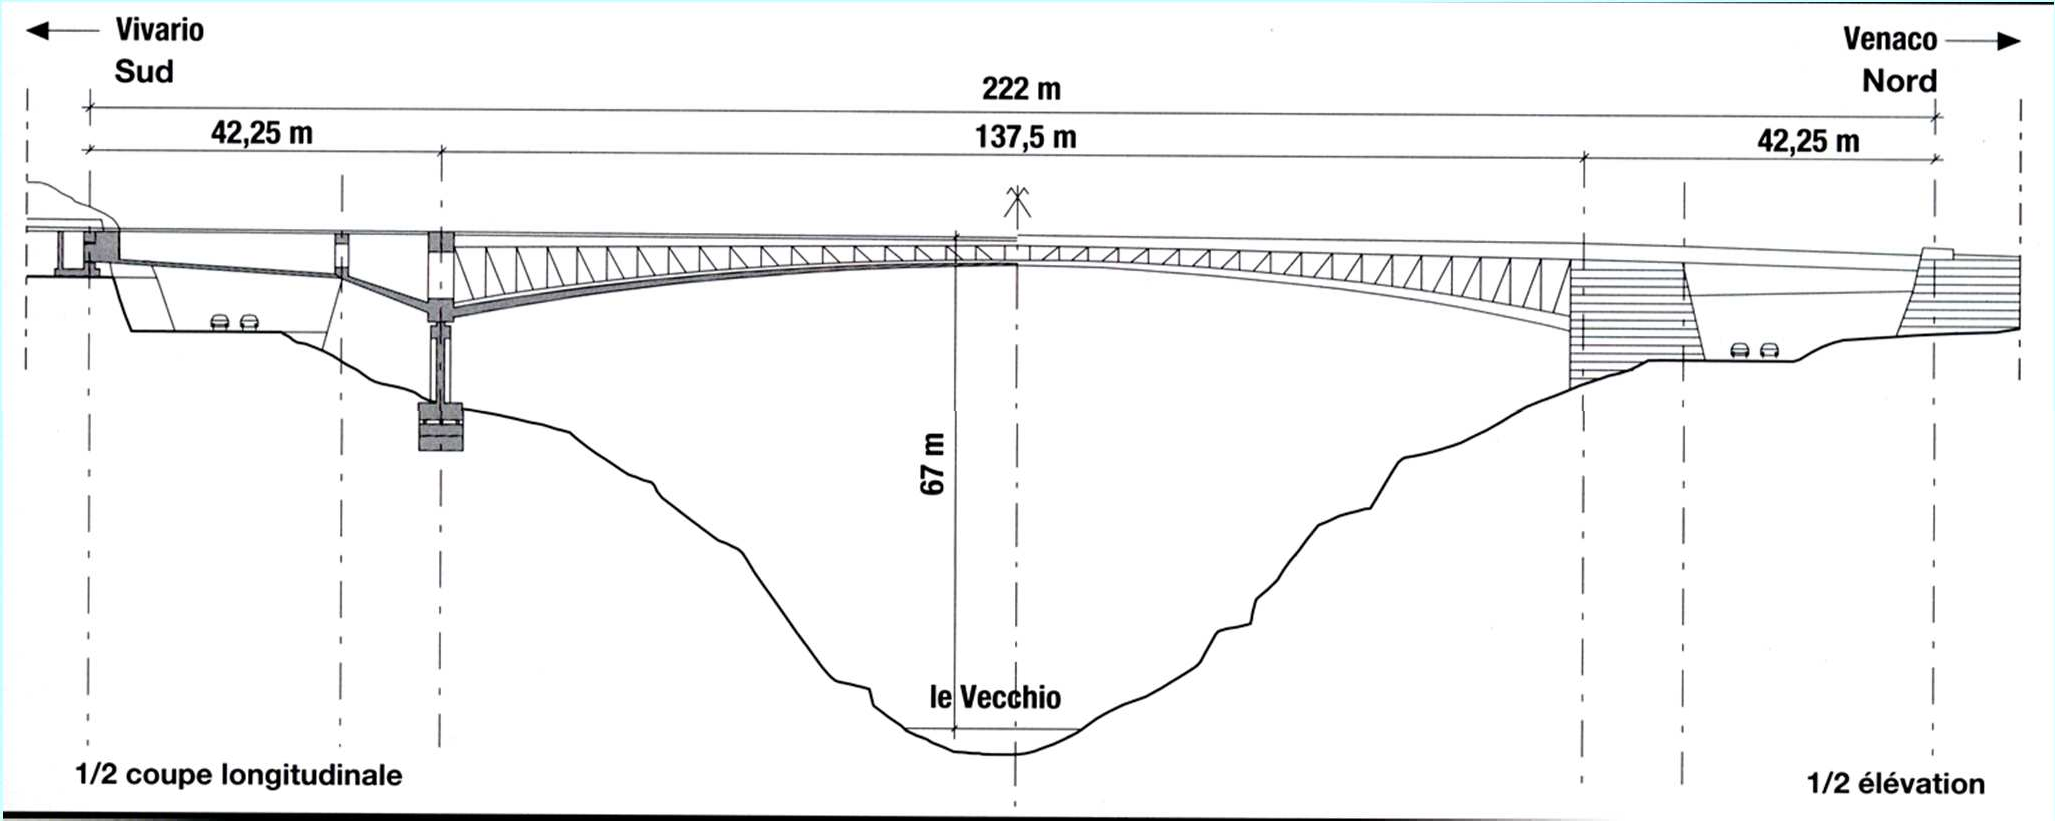 Vivario
Sud
Venaco
Nord
222 m
42,25 m
137,5 m
42,25 m
67 m
le Vecchio
1/2 coupe longitudinale
1/2 élévation